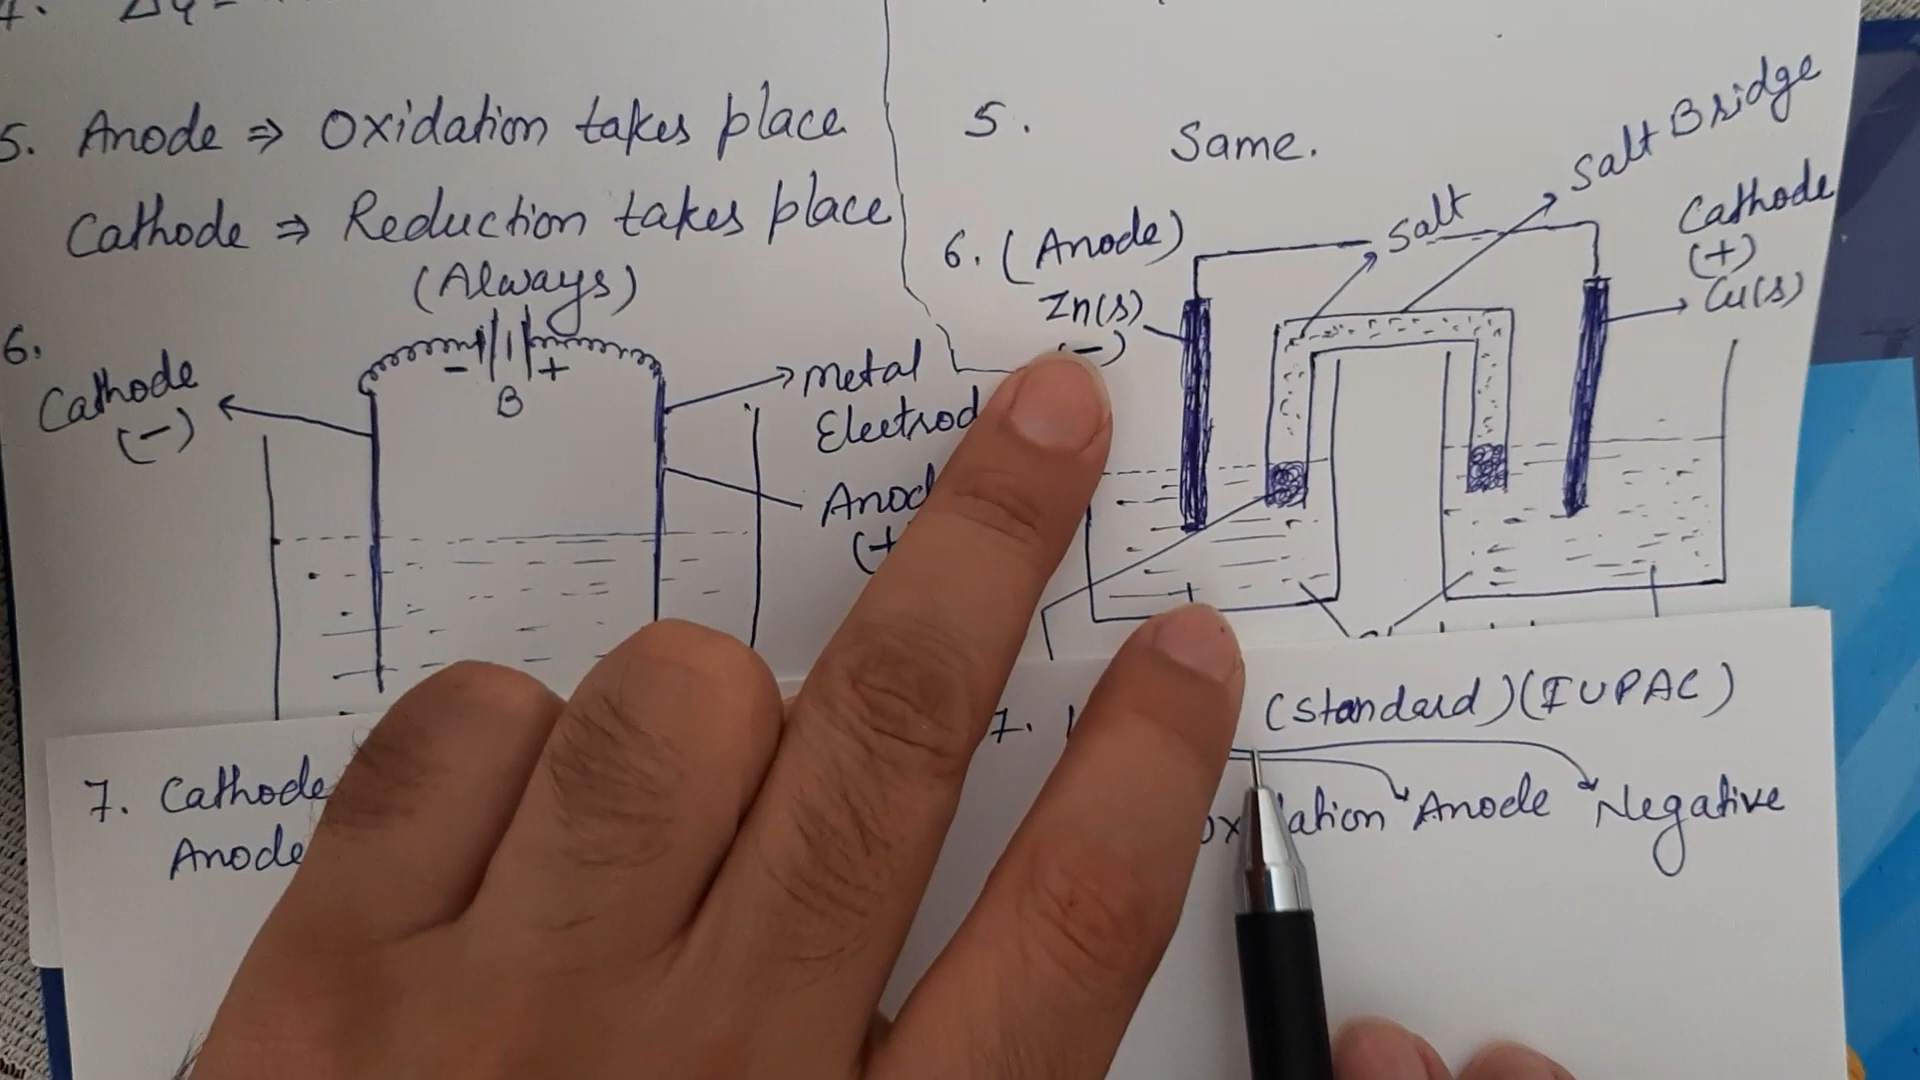 5. Anode ⇒ Oxidation takes place
Cathode ⇒ Reduction takes place
(Always)
6.
Cathode
(-)
- +
B
Metal
Anod
(+
7. Cathode
Anode
5. Same.
6. (Anode)
Zn(s)
(-)
Salt
Salt Bridge
Cathode
(+)
Cu(s)
7.
(standard) (IUPAC)
Anode Negative